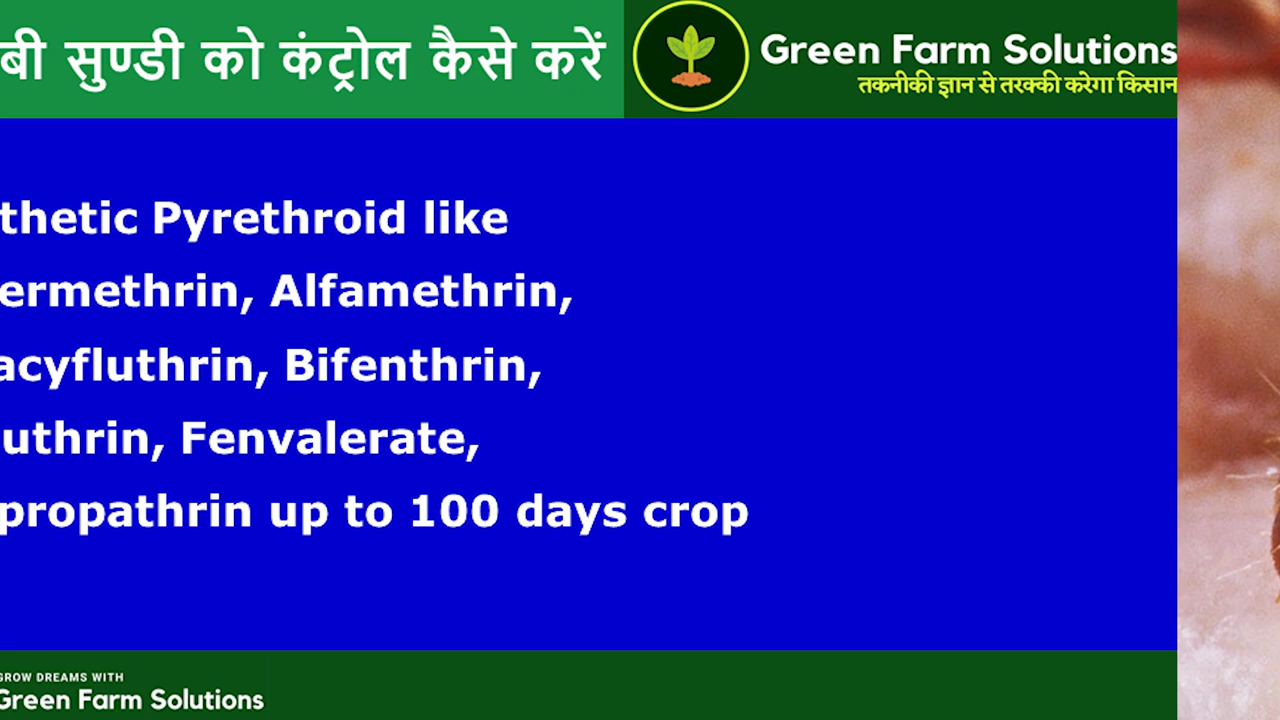 बी सुण्डी को कंट्रोल कैसे करें
Green Farm Solutions
तकनीकी ज्ञान से तरक्की करेगा किसान
thetic Pyrethroid like
ermethrin, Alfamethrin,
acyfluthrin, Bifenthrin,
uthrin, Fenvalerate,
propathrin up to 100 days crop
GROW DREAMS WITH
Green Farm Solutions